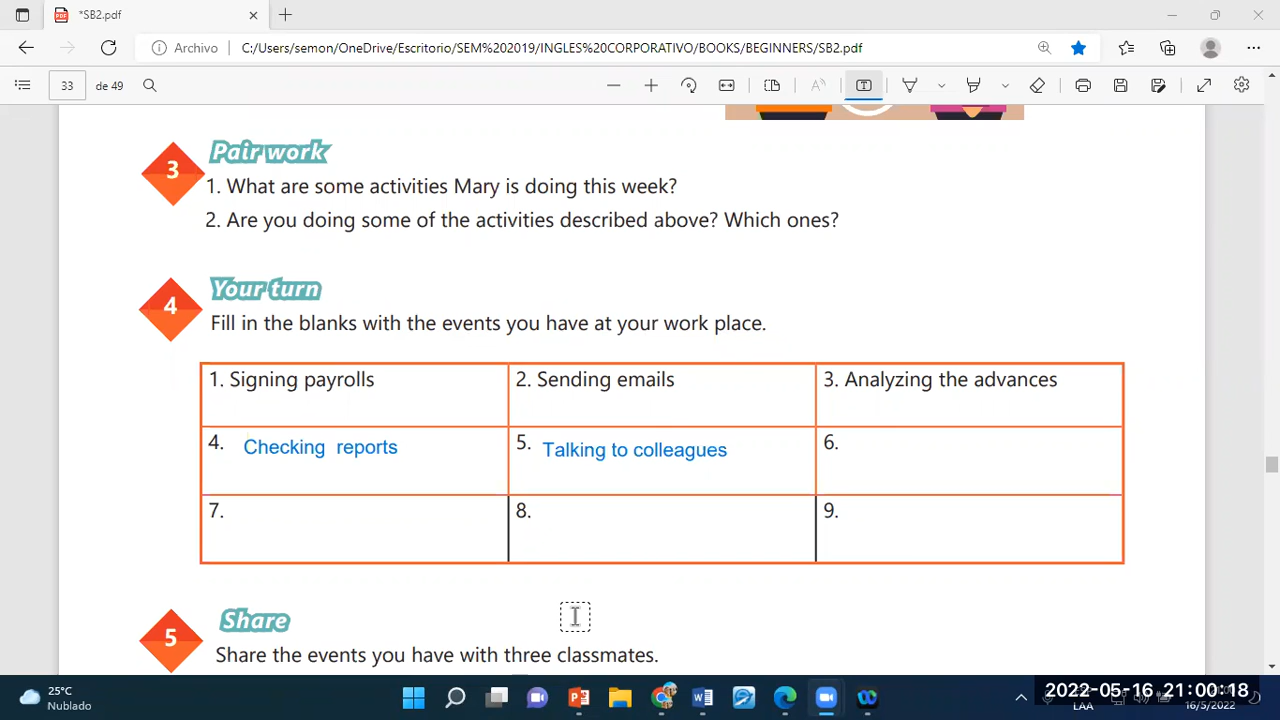 *SB2.pdf
Archivo C:/Users/semon/OneDrive/Escritorio/SEM%202019/INGLES%20CORPORATIVO/BOOKS/BEGINNERS/SB2.pdf
33 de 49
3 Pair work
1. What are some activities Mary is doing this week?
2. Are you doing some of the activities described above? Which ones?
4 Your turn
Fill in the blanks with the events you have at your work place.
1. Signing payrolls 2. Sending emails 3. Analyzing the advances
4. Checking reports 5. Talking to colleagues 6.
7. 8. 9.
5 Share
Share the events you have with three classmates.
25°C
Nublado
2022-05-16 21:00:18
LAA 16/5/2022